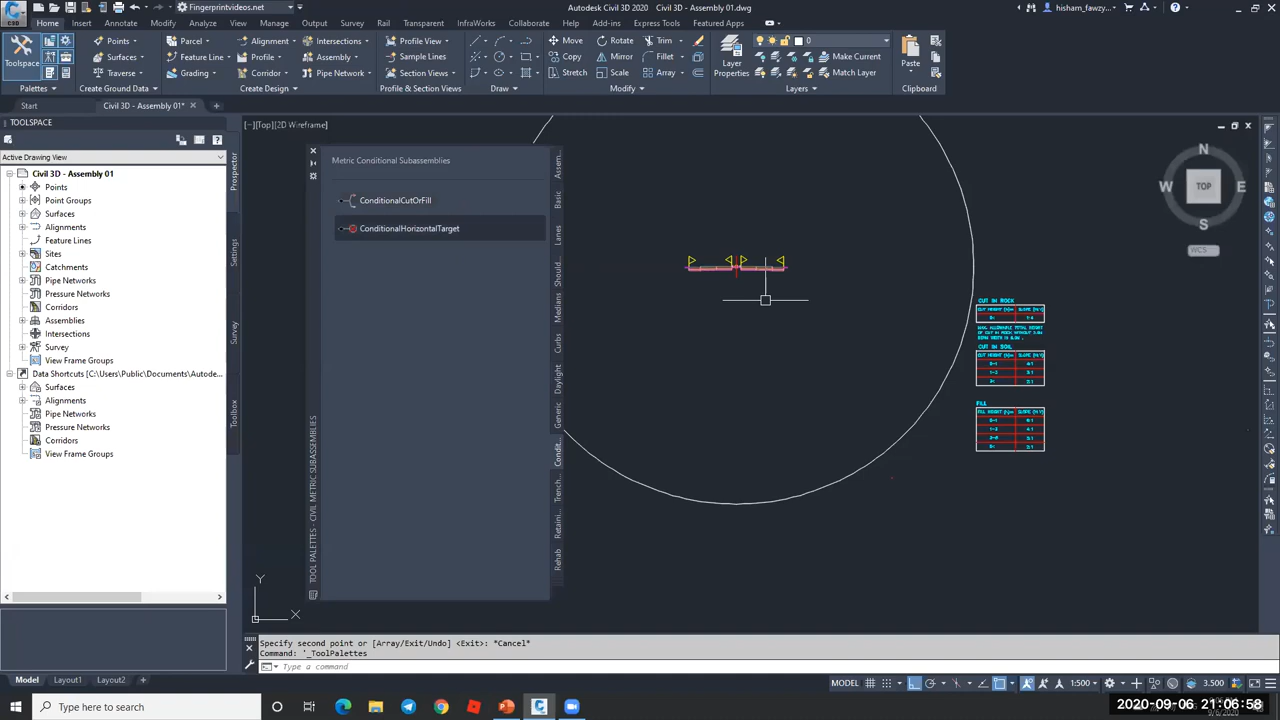 Fingerprintvideos.net
Autodesk Civil 3D 2020 Civil 3D - Assembly 01.dwg
hisham_fawzy...
C3D
Home Insert Annotate Modify Analyze View Manage Output Survey Rail Transparent InfraWorks Collaborate Help Add-ins Express Tools Featured Apps
Toolspace
Points
Surfaces
Traverse
Parcel
Feature Line
Grading
Alignment
Profile
Corridor
Intersections
Assembly
Pipe Network
Profile View
Sample Lines
Section Views
Move
Copy
Stretch
Rotate
Mirror
Scale
Trim
Fillet
Array
Layer Properties
0
Make Current
Match Layer
Paste
Palettes Create Ground Data Create Design Profile & Section Views Draw Modify Layers Clipboard
Start Civil 3D - Assembly 01*
TOOLSPACE
Active Drawing View
Civil 3D - Assembly 01
Points
Point Groups
Surfaces
Alignments
Feature Lines
Sites
Catchments
Pipe Networks
Pressure Networks
Corridors
Assemblies
Intersections
Survey
View Frame Groups
Data Shortcuts [C:\Users\Public\Documents\Autode...
Surfaces
Alignments
Pipe Networks
Pressure Networks
Corridors
View Frame Groups
Prospector
Settings
Survey
Toolbox
[−][Top][2D Wireframe]
Metric Conditional Subassemblies
ConditionalCutOrFill
ConditionalHorizontalTarget
TOOL PALETTES - CIVIL METRIC SUBASSEMBLIES
Assem...
Basic
Lanes
Should...
Medians
Curbs
Daylight
Generic
Condit...
Trench...
Retaini...
Rehab
N
W TOP E
S
WCS
CUT IN ROCK
CUT IN SOIL
FILL
Y
X
Specify second point or [Array/Exit/Undo] <Exit>: *Cancel*
Command: '_ToolPalettes
Type a command
Model Layout1 Layout2
MODEL 1:500 3.500
Type here to search
2020-09-06 21:06:58